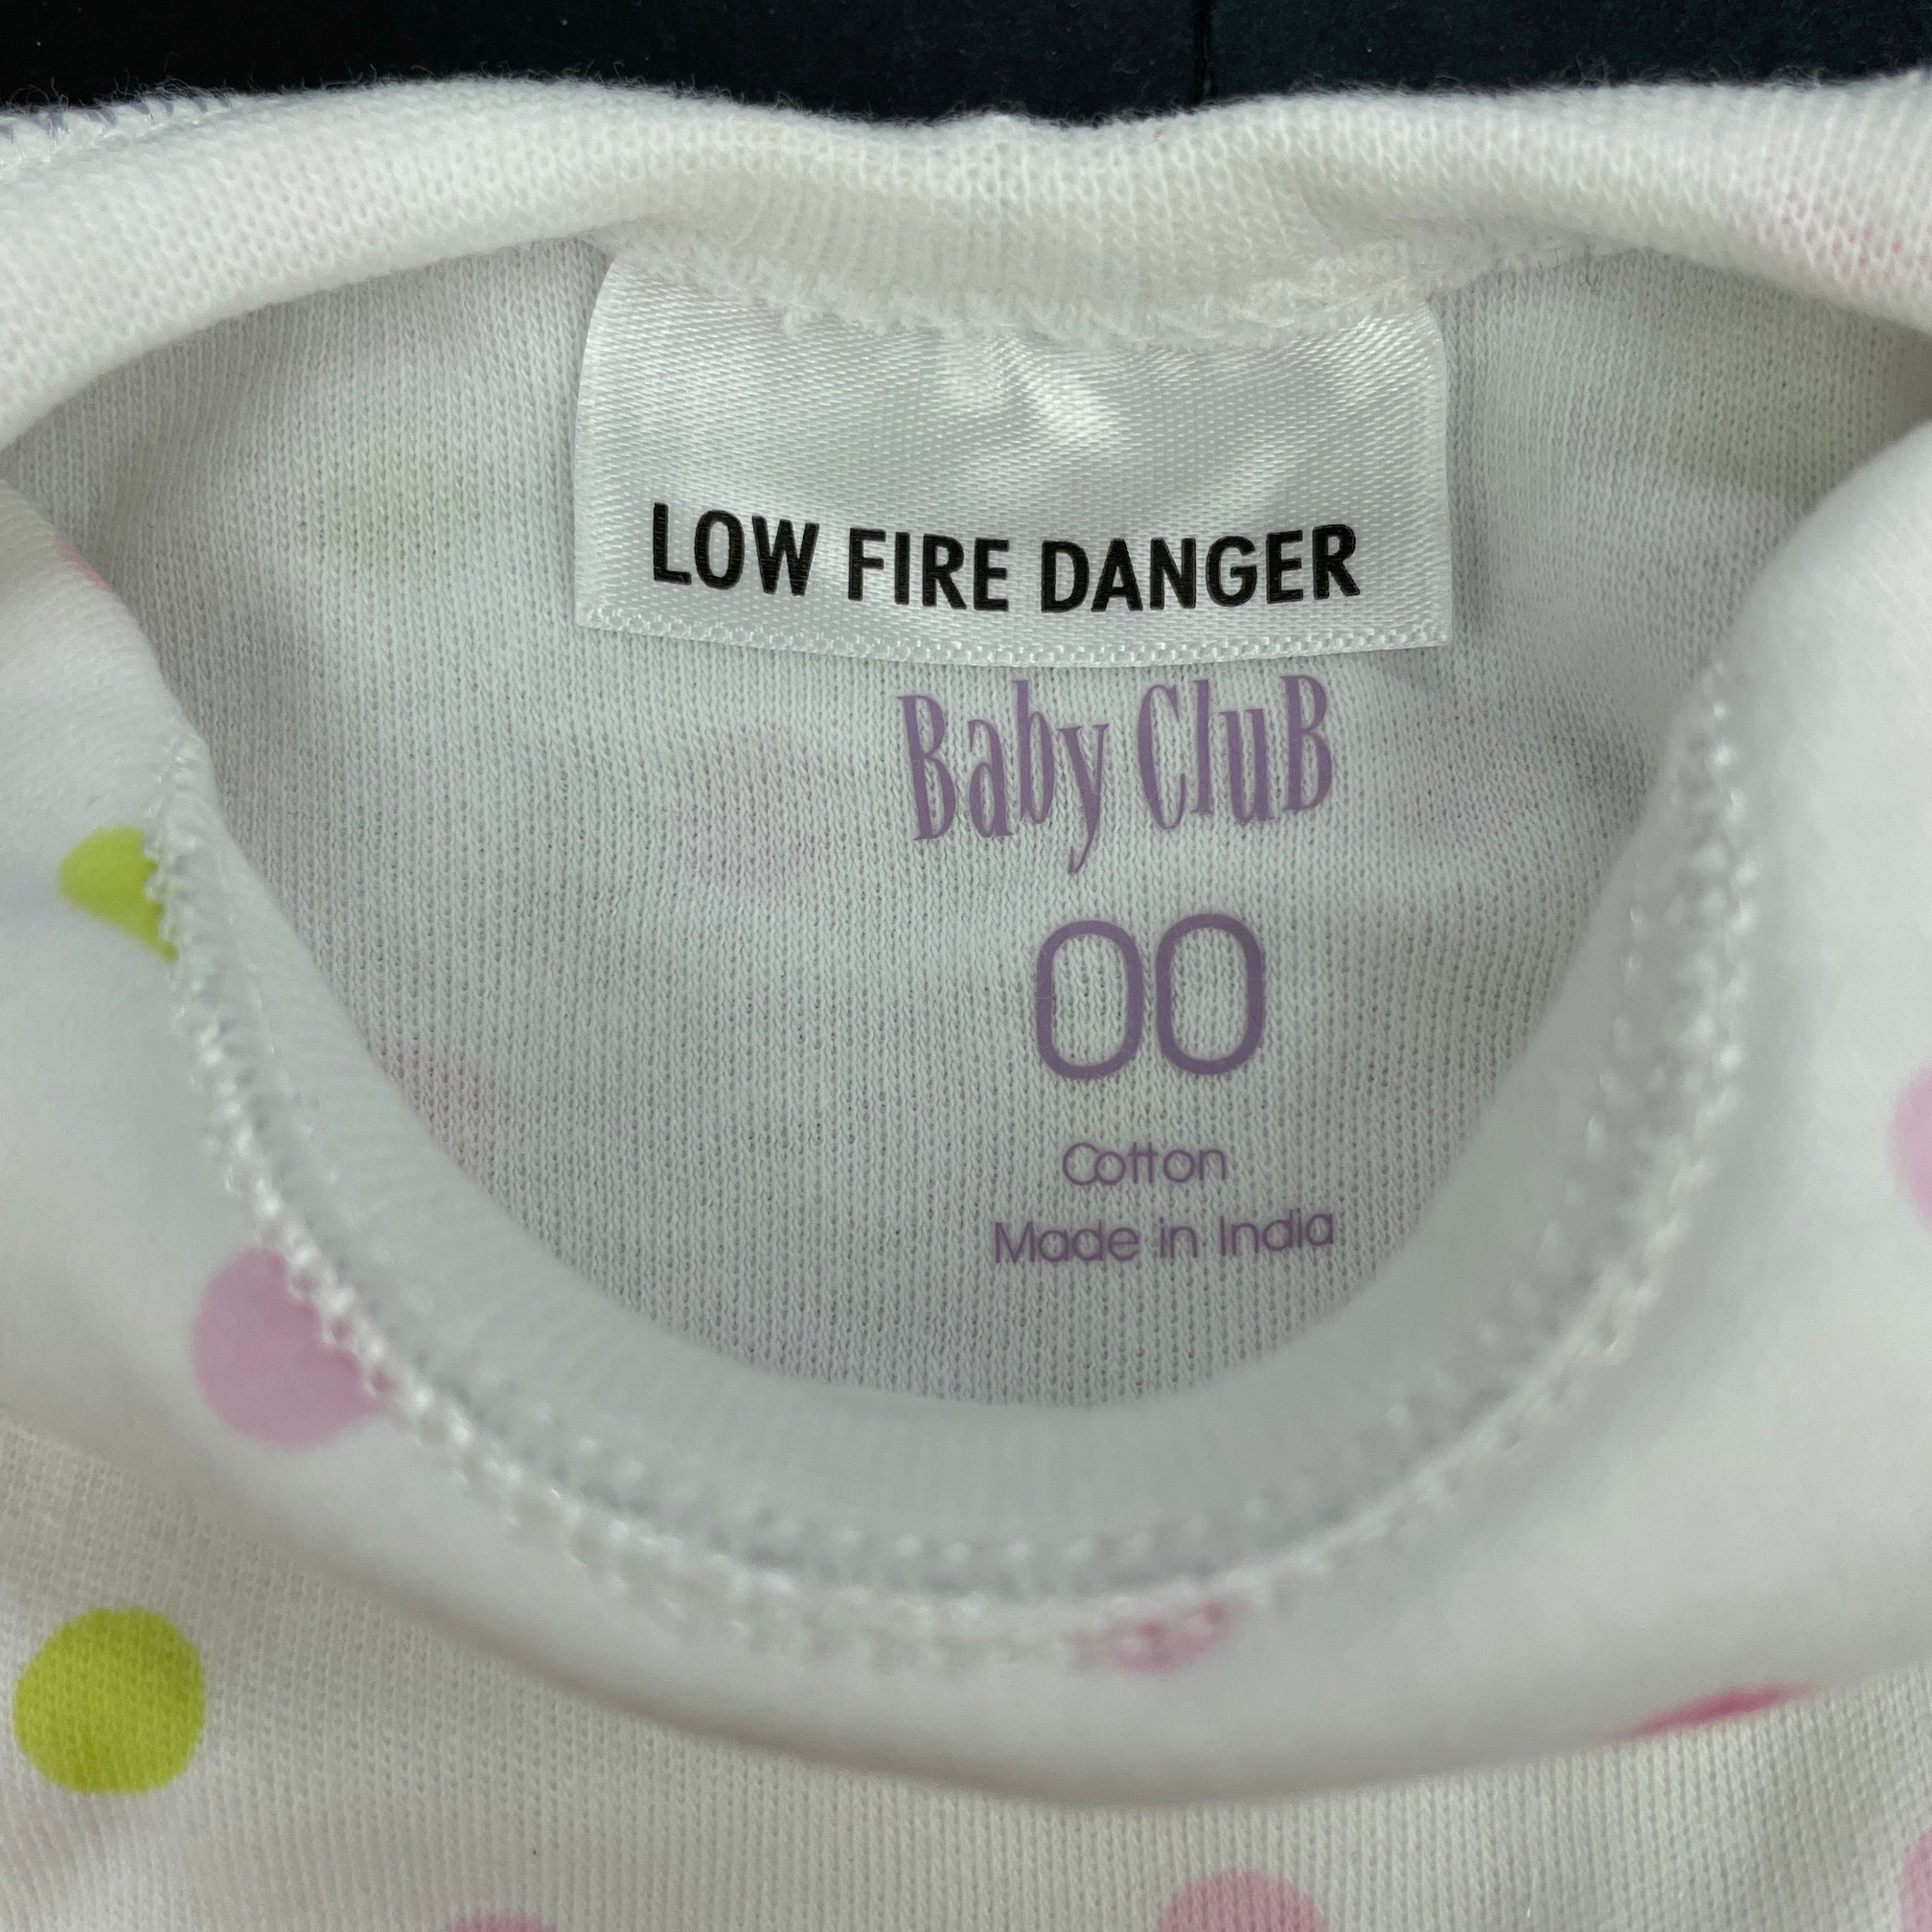 LOW FIRE DANGER
Baby CluB
00
Cotton
Made in India